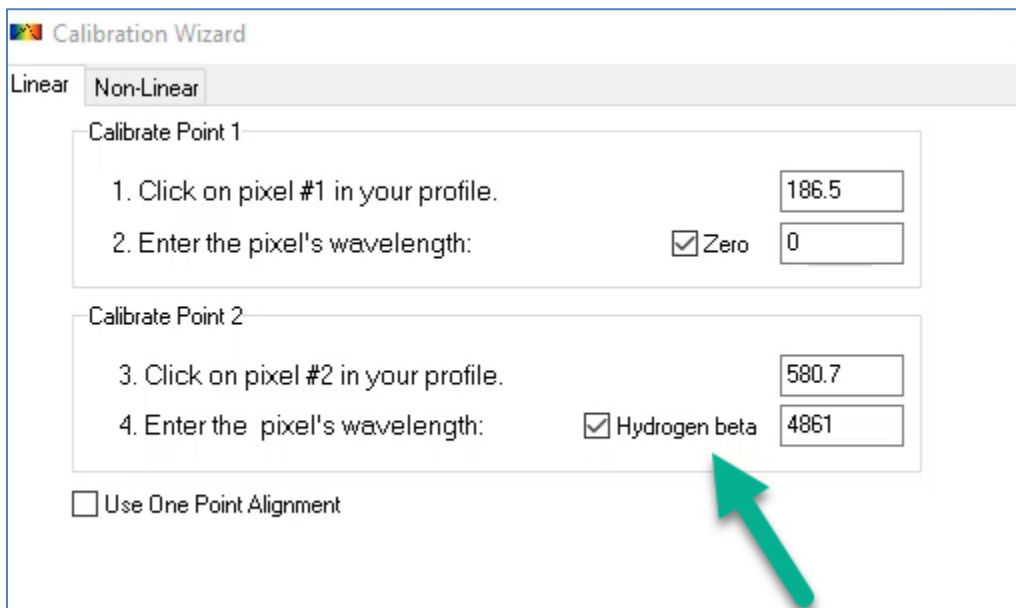 Calibration Wizard
Linear Non-Linear
Calibrate Point 1
1. Click on pixel #1 in your profile. 186.5
2. Enter the pixel's wavelength: Zero 0
Calibrate Point 2
3. Click on pixel #2 in your profile. 580.7
4. Enter the pixel's wavelength: Hydrogen beta 4861
Use One Point Alignment